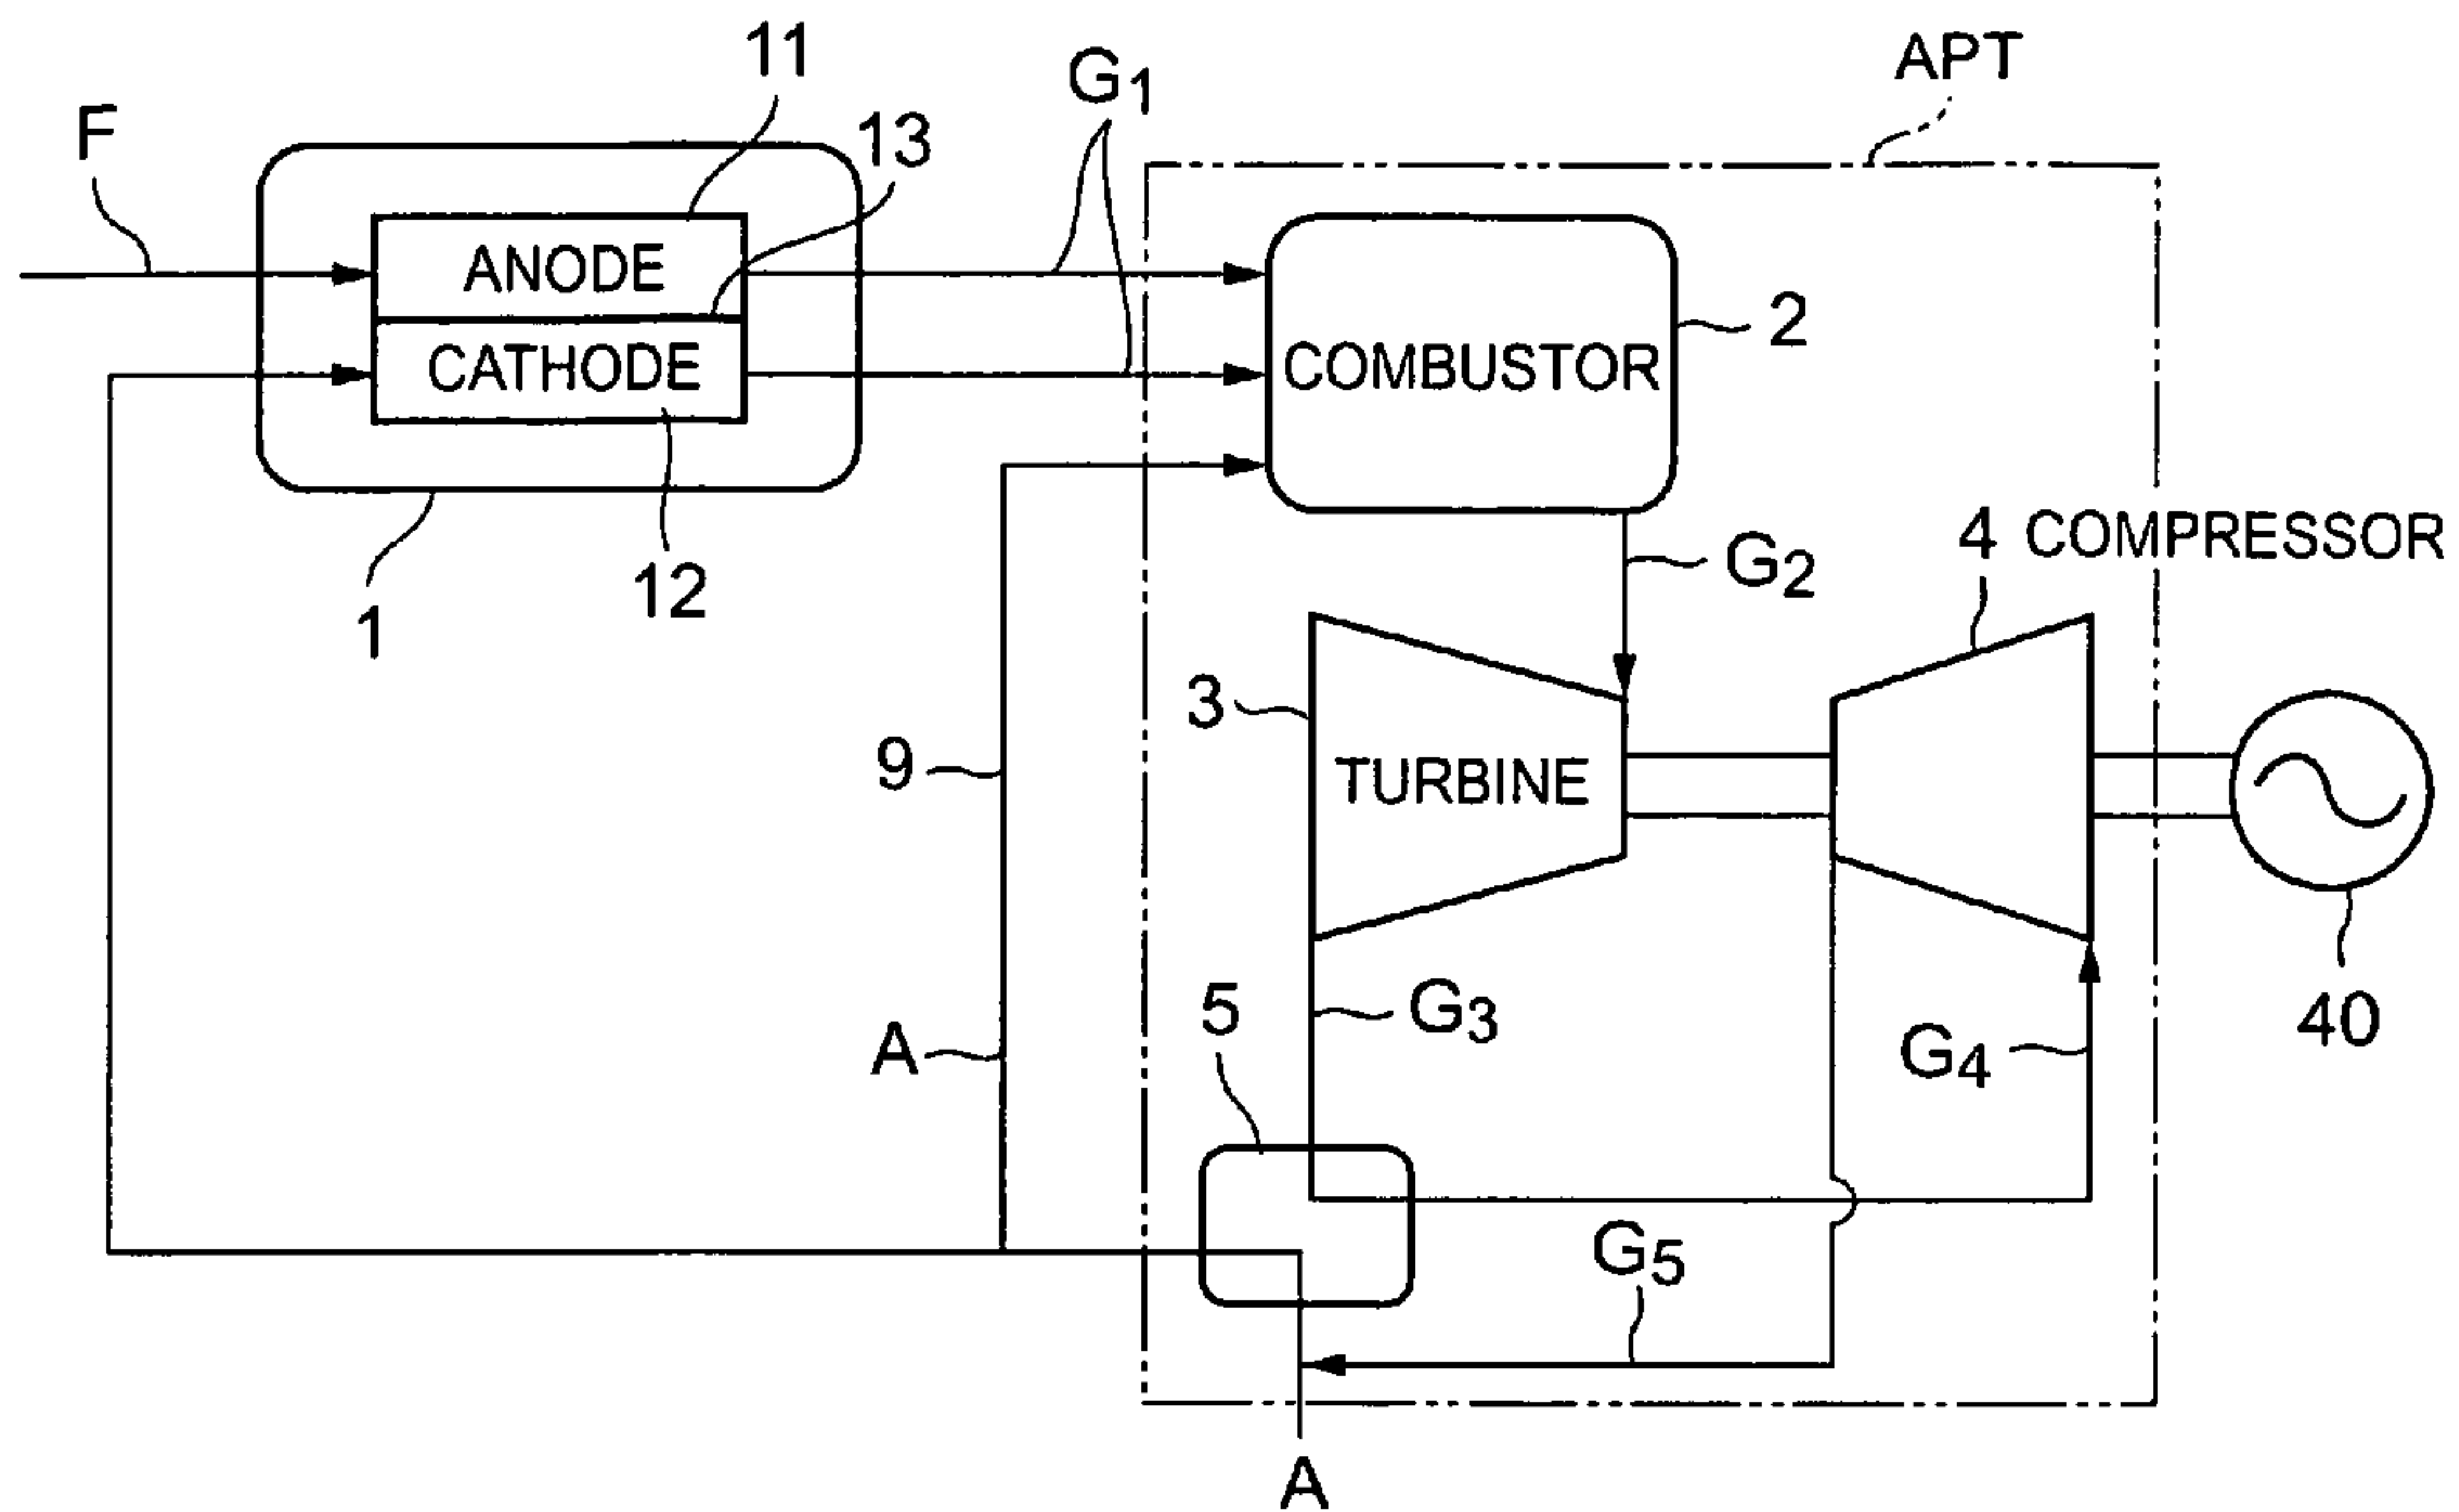 11
APT
G1
F
13
ANODE
2
CATHODE
COMBUSTOR
4 COMPRESSOR
G2
12
1
3
9
TURBINE
5
G3
40
A
G4
G5
A